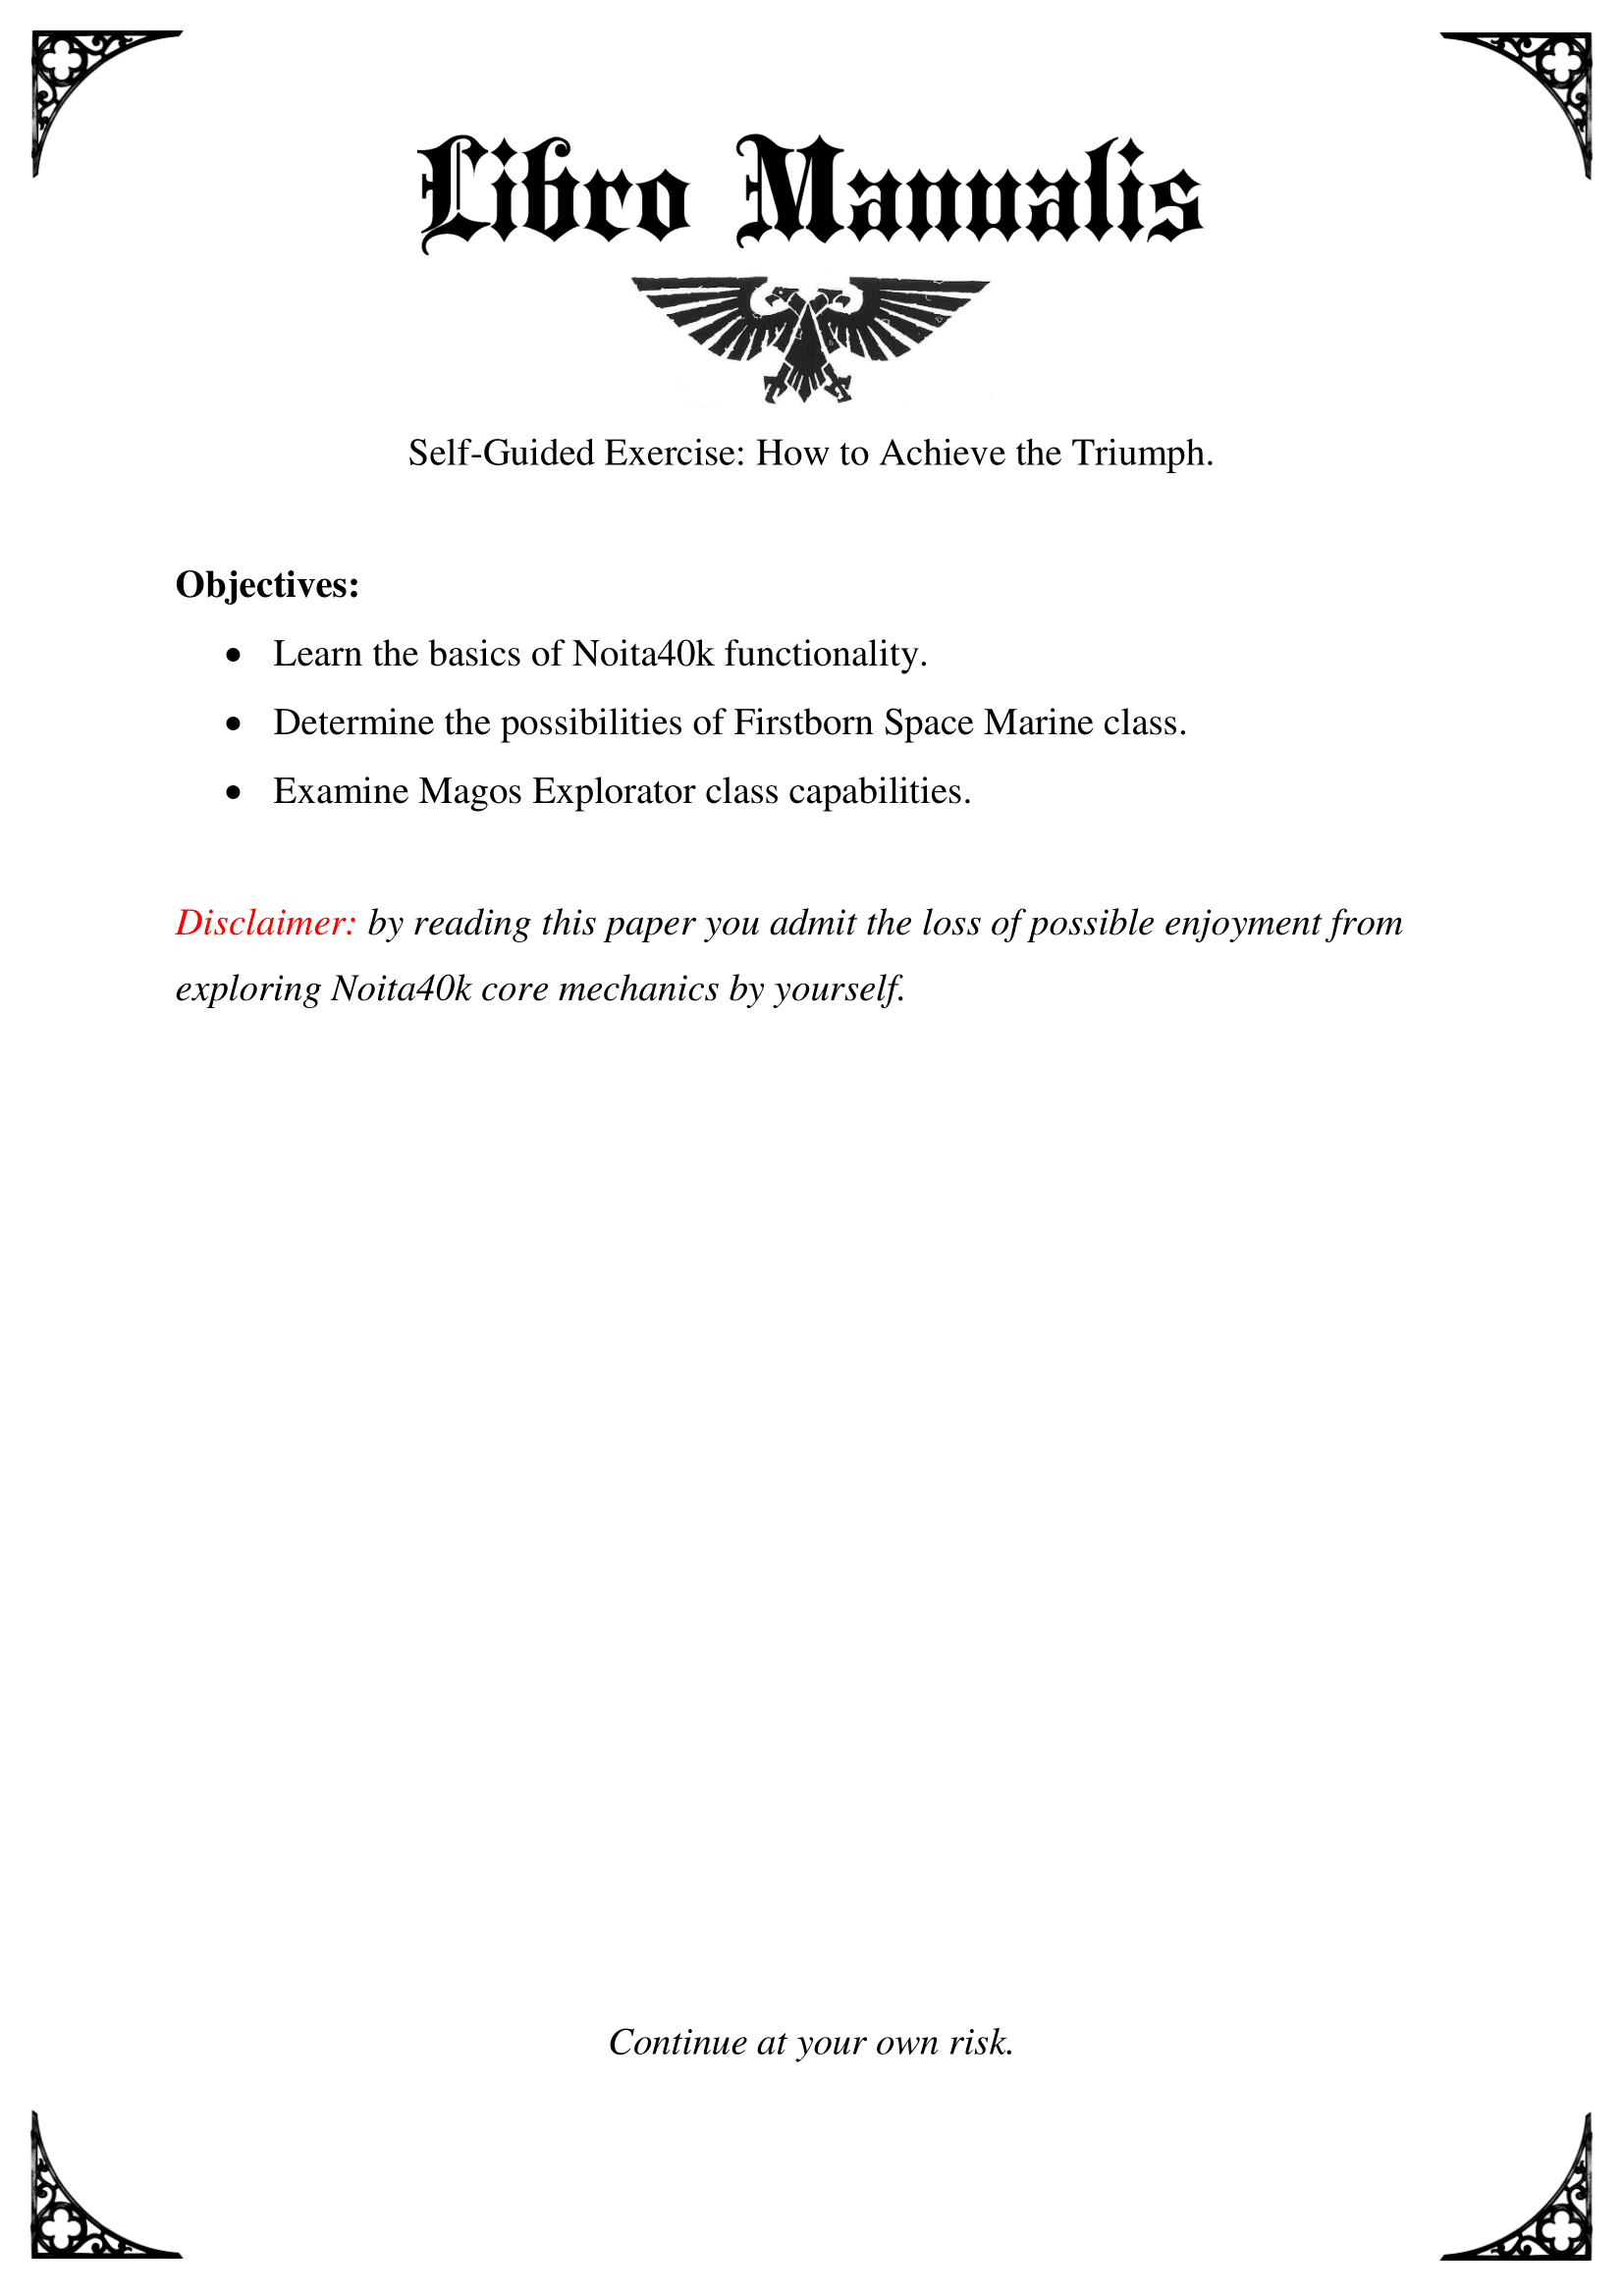 Libro Manualis
Self-Guided Exercise: How to Achieve the Triumph.
Objectives:
• Learn the basics of Noita40k functionality.
• Determine the possibilities of Firstborn Space Marine class.
• Examine Magos Explorator class capabilities.
Disclaimer: by reading this paper you admit the loss of possible enjoyment from
exploring Noita40k core mechanics by yourself.
Continue at your own risk.